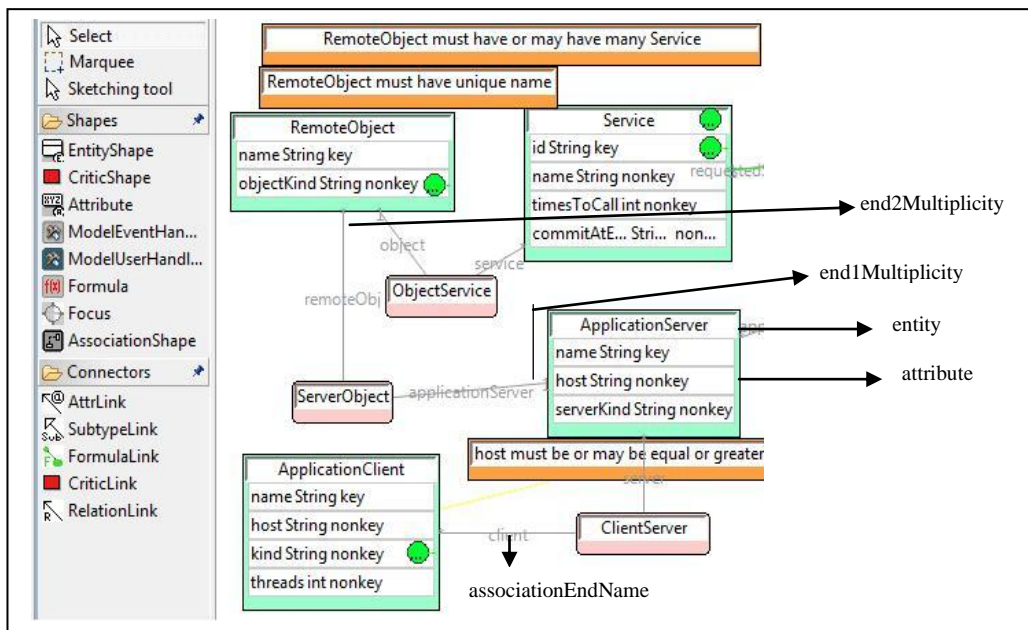 Select
Marquee
Sketching tool
Shapes
EntityShape
CriticShape
Attribute
ModelEventHan...
ModelUserHandl...
Formula
Focus
AssociationShape
Connectors
AttrLink
SubtypeLink
FormulaLink
CriticLink
RelationLink
RemoteObject must have or may have many Service
RemoteObject must have unique name
RemoteObject
name String key
objectKind String nonkey
Service
id String key
name String nonkey
timesToCall int nonkey
commitAtE... Stri... non...
requested
end2Multiplicity
1
object
service
remoteObj
ObjectService
end1Multiplicity
ApplicationServer
name String key
host String nonkey
serverKind String nonkey
app
entity
attribute
ServerObject
applicationServer
host must be or may be equal or greater
ApplicationClient
name String key
host String nonkey
kind String nonkey
threads int nonkey
server
client
ClientServer
associationEndName